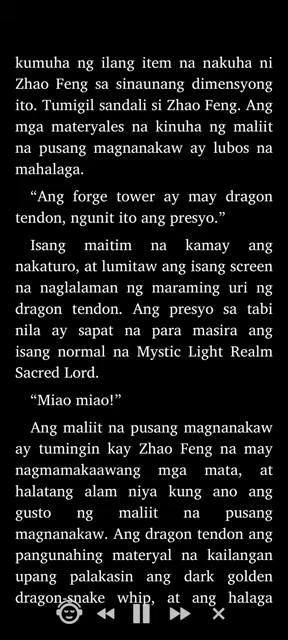 kumuha ng ilang item na nakuha ni
Zhao Feng sa sinaunang dimensyong
ito. Tumigil sandali si Zhao Feng. Ang
mga materyales na kinuha ng maliit
na pusang magnanakaw ay lubos na
mahalaga.
“Ang forge tower ay may dragon
tendon, ngunit ito ang presyo.”
Isang maitim na kamay ang
nakaturo, at lumitaw ang isang screen
na naglalaman ng maraming uri ng
dragon tendon. Ang presyo sa tabi
nila ay sapat na para masira ang
isang normal na Mystic Light Realm
Sacred Lord.
“Miao miao!”
Ang maliit na pusang magnanakaw
ay tumingin kay Zhao Feng na may
nagmamakaawang mga mata, at
halatang alam niya kung ano ang
gusto ng maliit na pusang
magnanakaw. Ang dragon tendon ang
pangunahing materyal na kailangan
upang palakasin ang dark golden
dragon-snake whip, at ang halaga